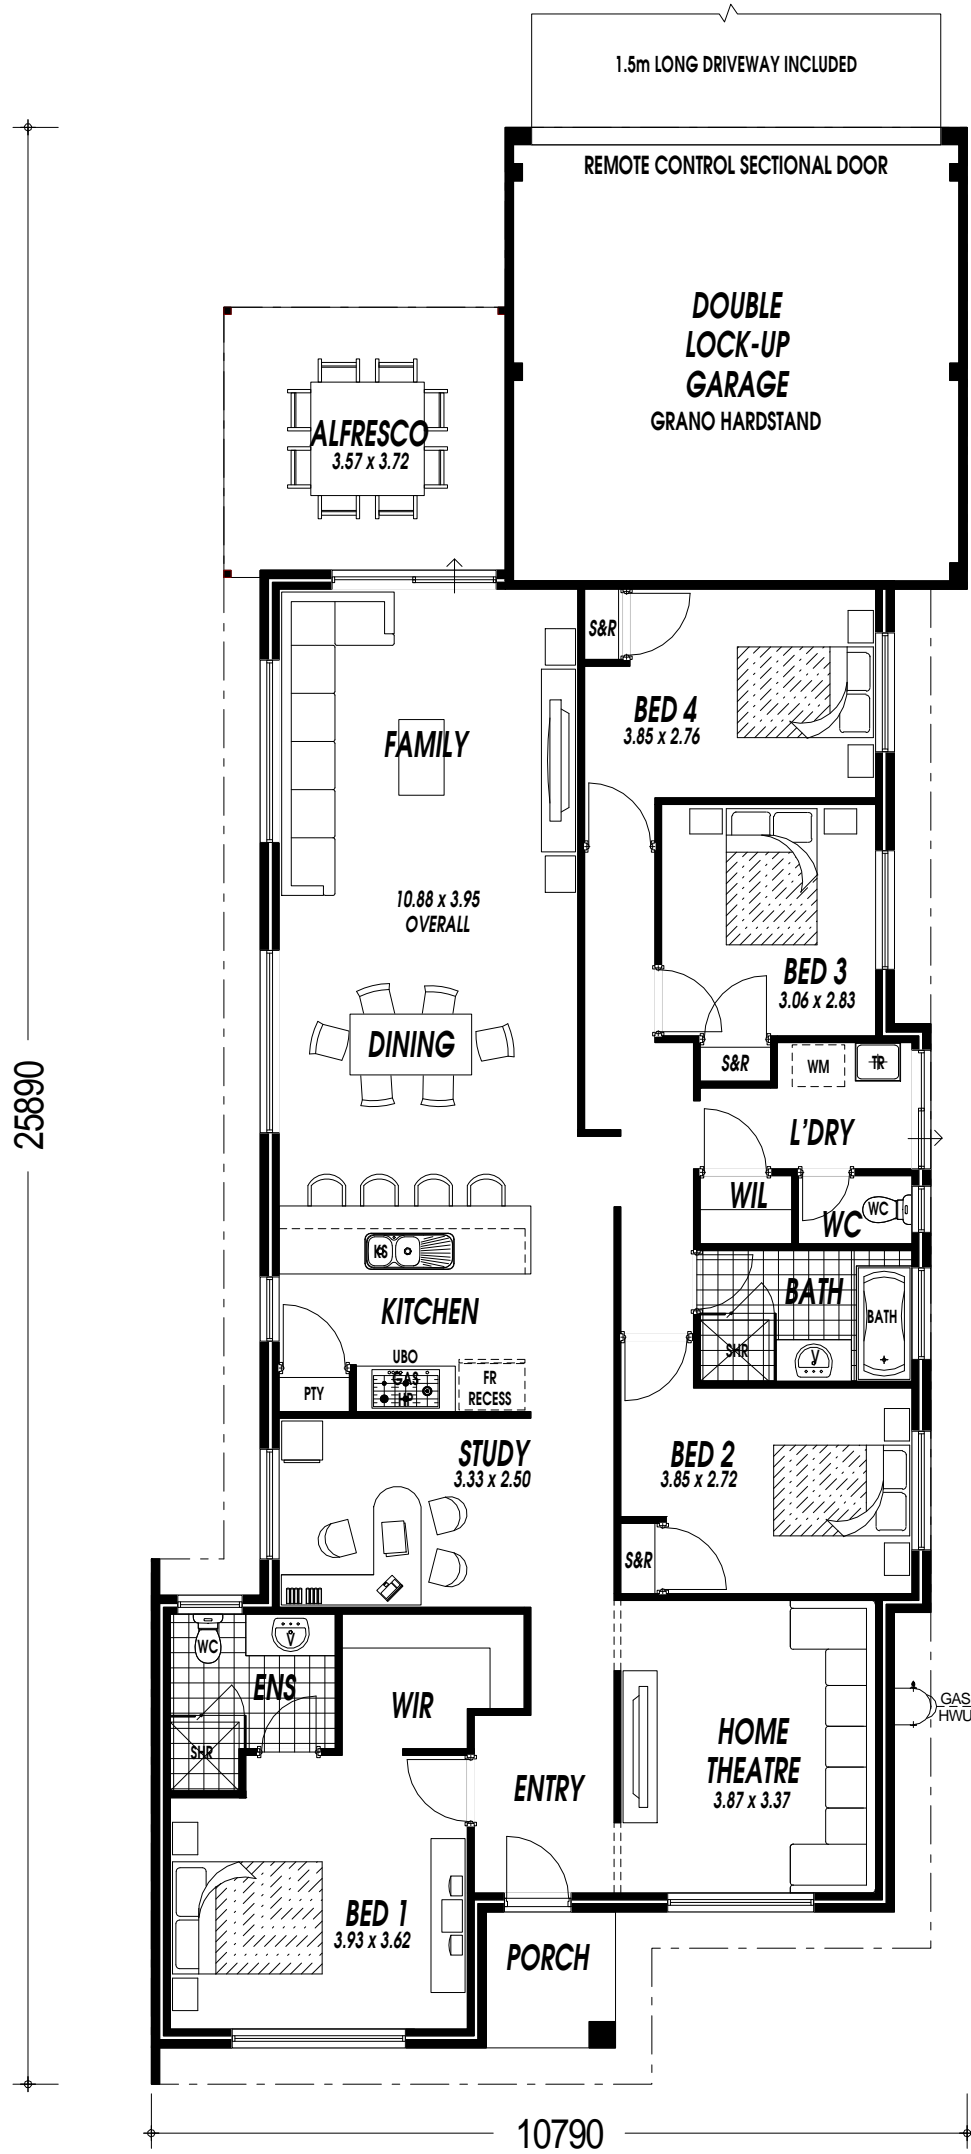 1.5m LONG DRIVEWAY INCLUDED
REMOTE CONTROL SECTIONAL DOOR
DOUBLE
LOCK-UP
GARAGE
GRANO HARDSTAND
ALFRESCO
3.57 x 3.72
S&R
BED 4
3.85 x 2.76
FAMILY
10.88 x 3.95
OVERALL
BED 3
3.06 x 2.83
DINING
S&R
WM
TR
25890
L'DRY
WIL
WC
WC
KS
KITCHEN
BATH
BATH
SHR
UBO
GAS
HP
FR
RECESS
PTY
STUDY
3.33 x 2.50
BED 2
3.85 x 2.72
S&R
WC
ENS
SHR
WIR
HOME
THEATRE
3.87 x 3.37
GAS
HWU
ENTRY
BED 1
3.93 x 3.62
PORCH
10790